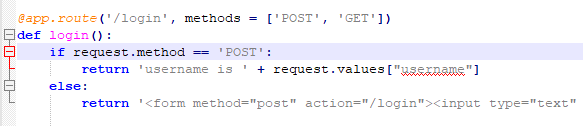 @app.route('/login', methods = ['POST', 'GET'])
def login():
    if request.method == 'POST':
        return 'username is ' + request.values["username"]
    else:
        return '<form method="post" action="/login"><input type="text"